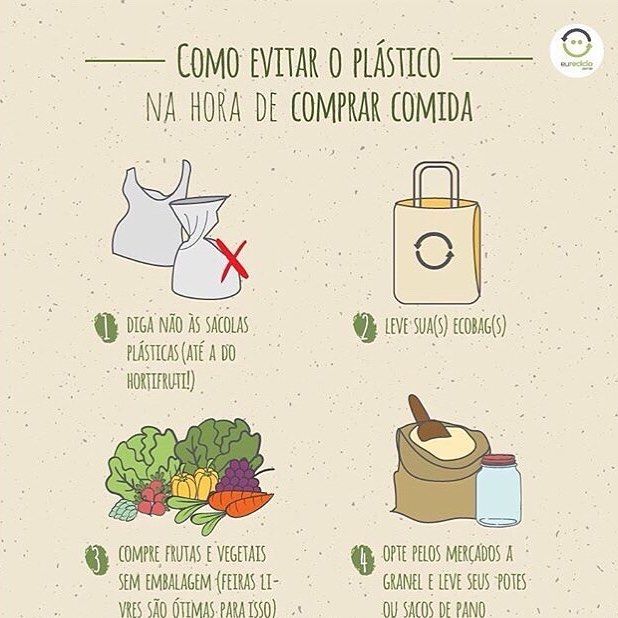 COMO EVITAR O PLÁSTICO
NA HORA DE COMPRAR COMIDA
eureciclo
1 DIGA NÃO ÀS SACOLAS
PLÁSTICAS (ATÉ A DO
HORTIFRUTI!)
2 LEVE SUA(S) ECOBAG(S)
3 COMPRE FRUTAS E VEGETAIS
SEM EMBALAGEM (FEIRAS LI-
VRES SÃO ÓTIMAS PARA ISSO)
4 OPTE PELOS MERCADOS A
GRANEL E LEVE SEUS POTES
OU SACOS DE PANO